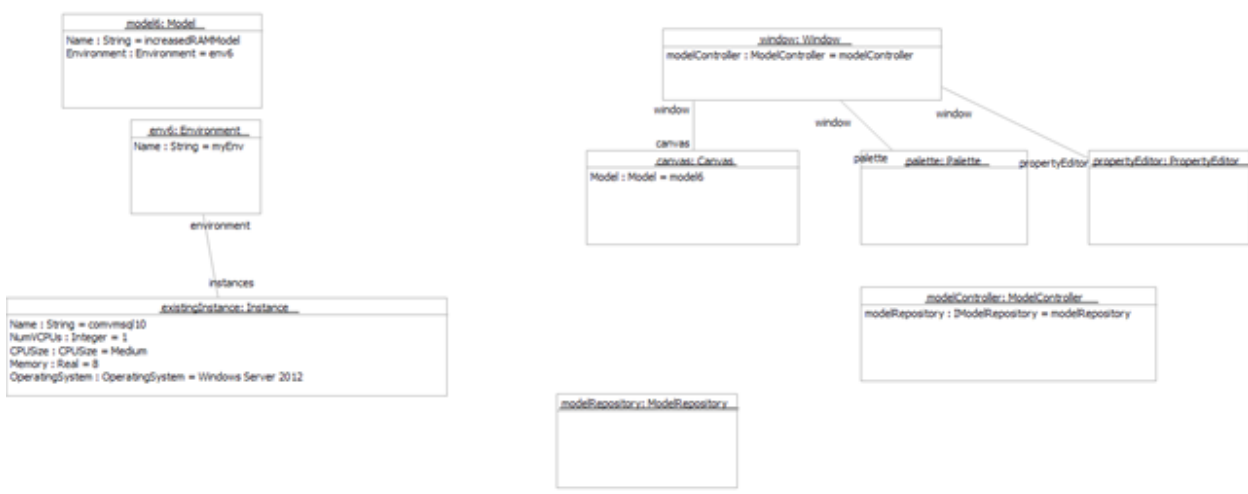 model6: Model
Name : String = increasedRAMModel
Environment : Environment = env6
env6: Environment
Name : String = myEnv
environment
instances
existingInstance: Instance
Name : String = comvmsql10
NumVCPUs : Integer = 1
CPUSize : CPUSize = Medium
Memory : Real = 8
OperatingSystem : OperatingSystem = Windows Server 2012
window: Window
modelController : ModelController = modelController
window
window
window
canvas
palette
propertyEditor
canvas: Canvas
Model : Model = model6
palette: Palette
propertyEditor: PropertyEditor
modelController: ModelController
modelRepository : IModelRepository = modelRepository
modelRepository: ModelRepository